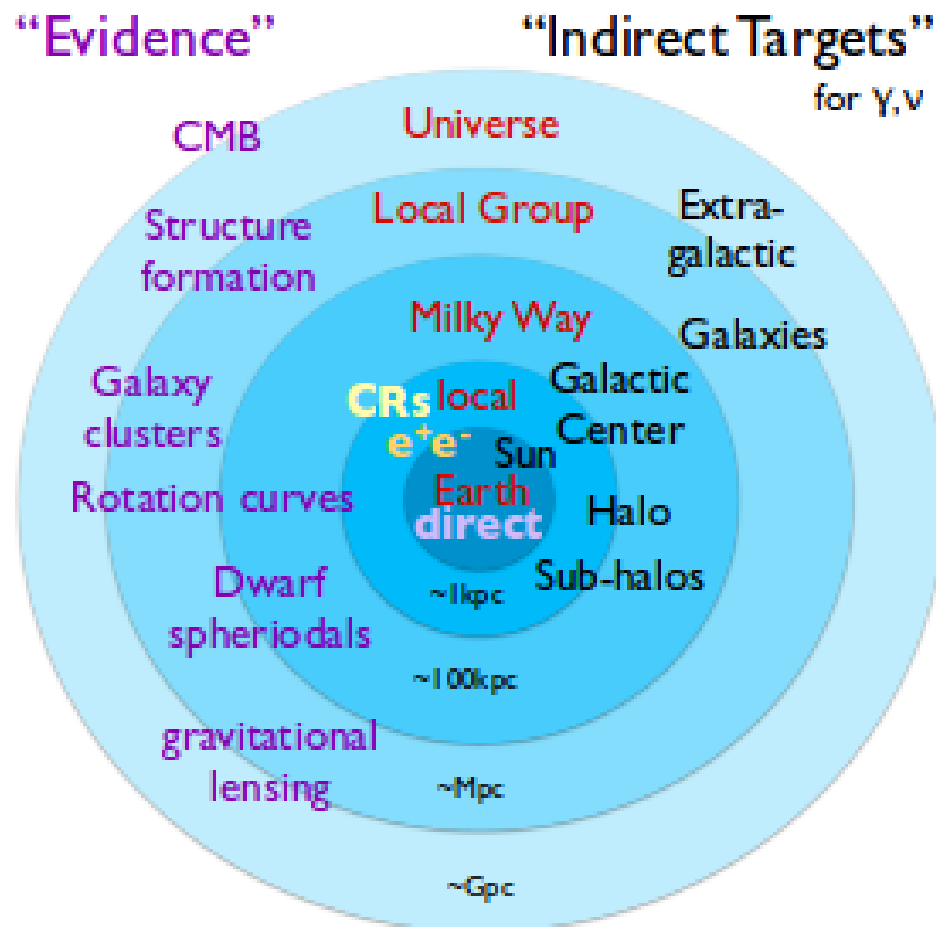 “Evidence”
“Indirect Targets”
for γ,ν
CMB
Universe
Structure
formation
Local Group
Extra-
galactic
Milky Way
Galaxies
Galaxy
clusters
CRs
e⁺e⁻
local
Galactic
Center
Sun
Rotation curves
Earth
direct
Halo
Dwarf
spheriodals
~1kpc
Sub-halos
~100kpc
gravitational
lensing
~Mpc
~Gpc